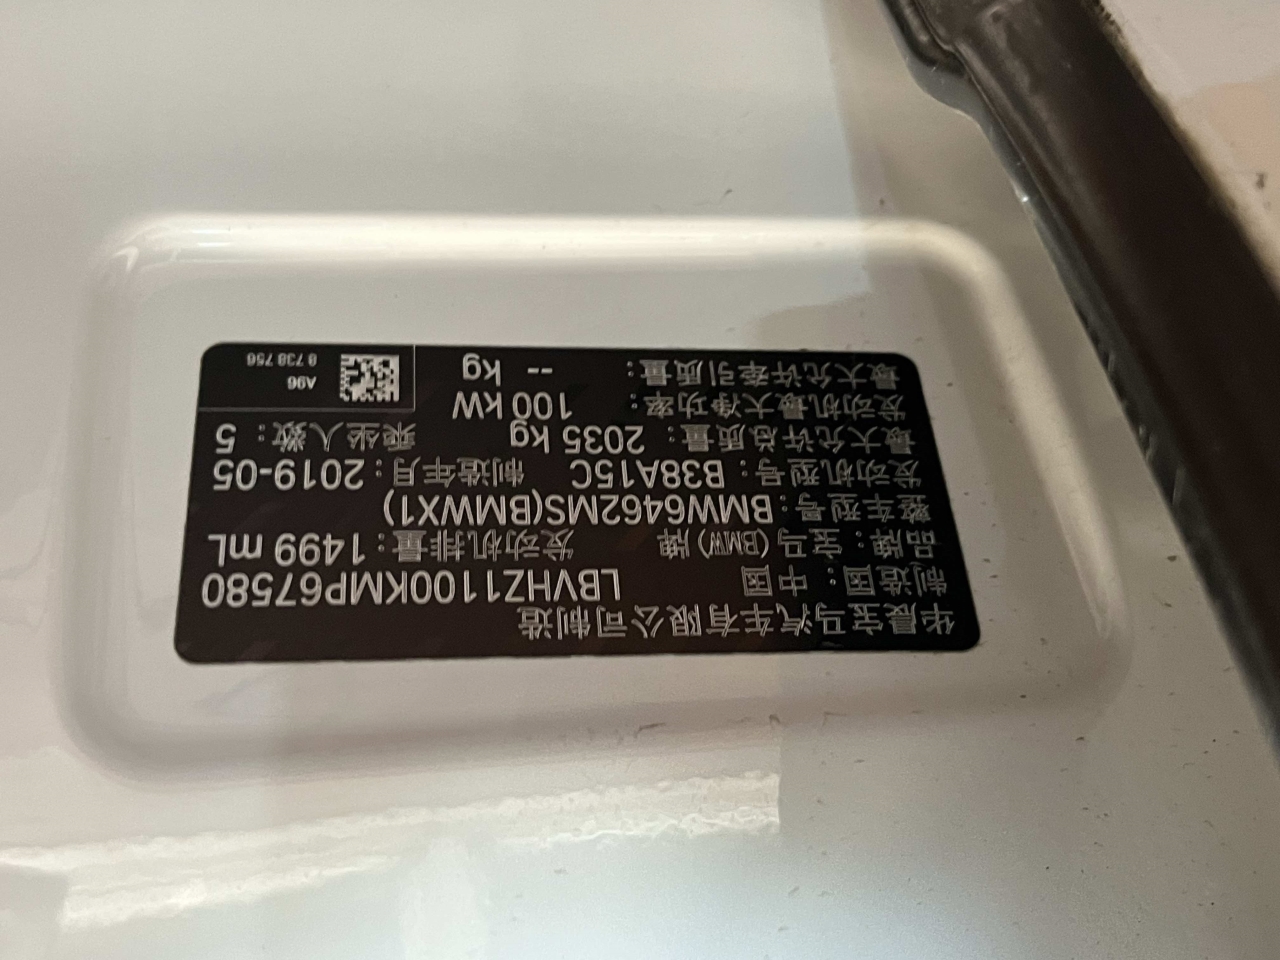 华晨宝马汽车有限公司制造
制造国：中国 LBVHZ1100KMP67580
品牌：宝马(BMW)牌 发动机排量：1499 mL
整车型号：BMW6462MS(BMWX1)
发动机型号：B38A15C 制造年月：2019-05
最大允许总质量：2035 kg 乘坐人数：5
发动机最大净功率：100 kW
最大允许牵引质量：-- kg
A96
8 738 756